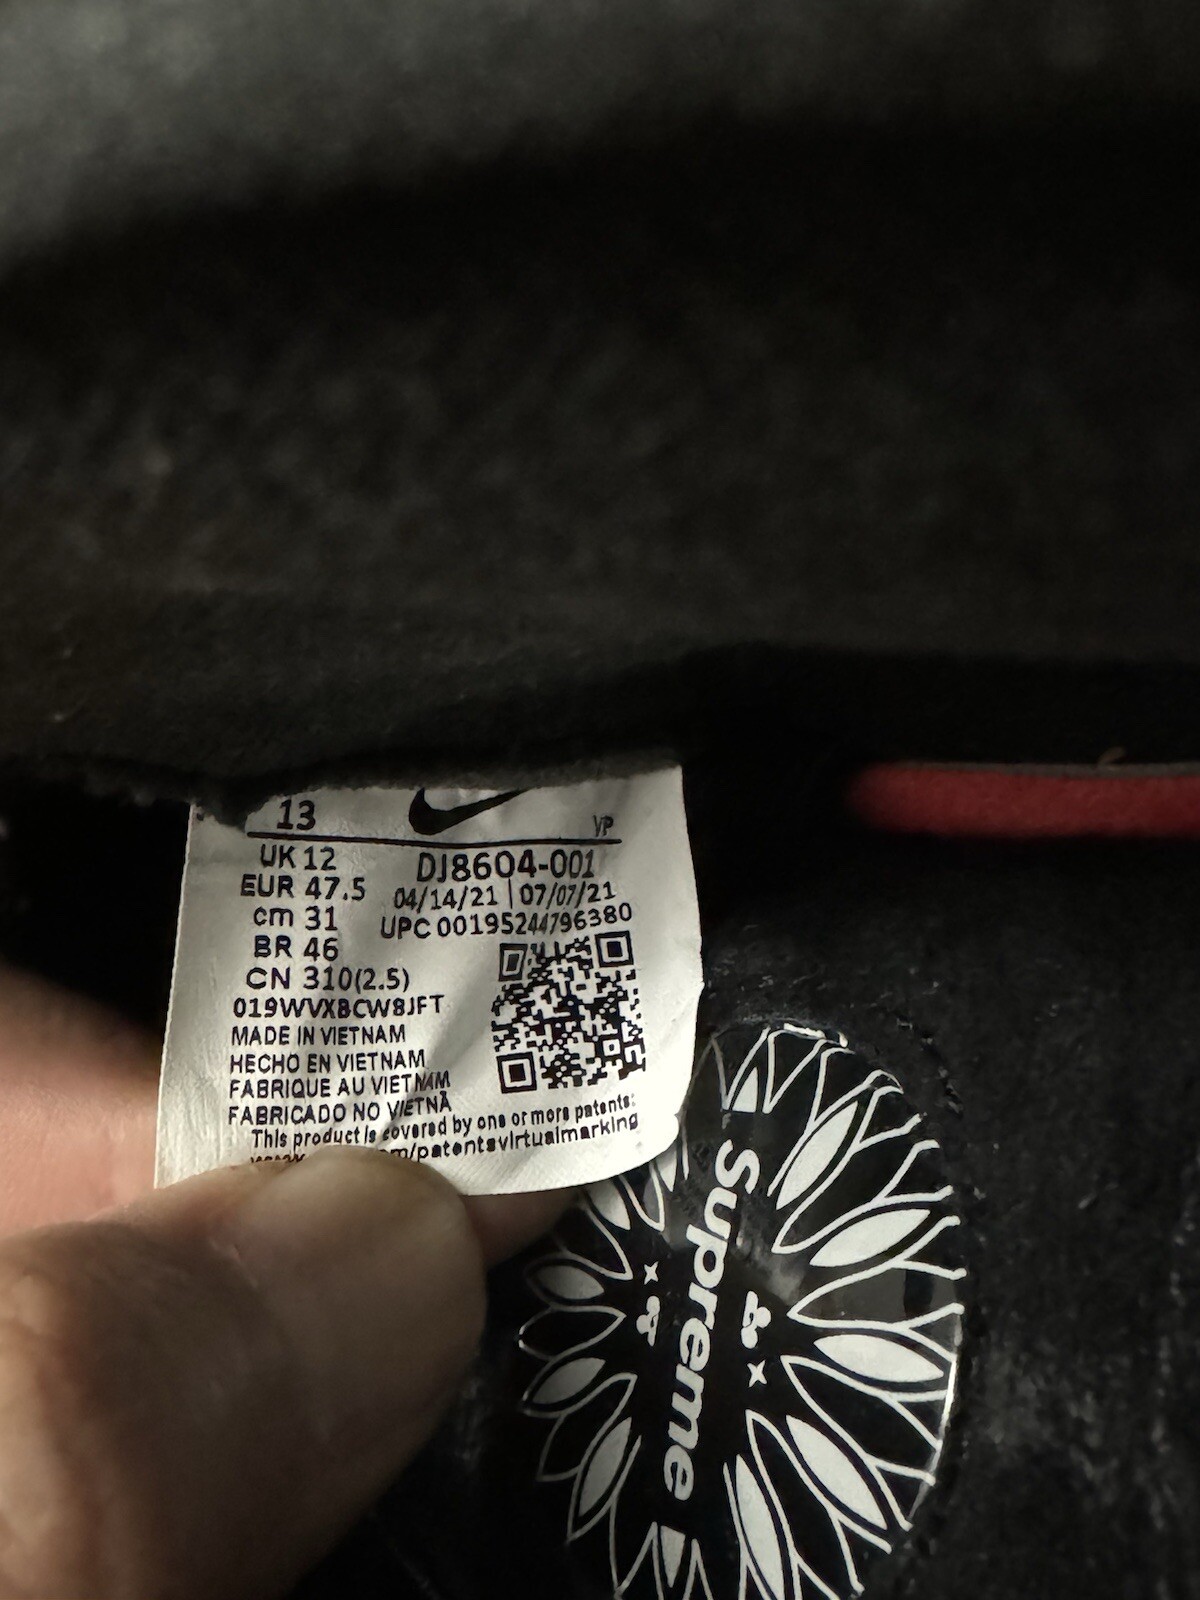 13
VP
UK 12
DJ8604-001
EUR 47.5
04/14/21 | 07/07/21
cm 31
UPC 00195244796380
BR 46
CN 310(2.5)
019WVXBCW8JFT
MADE IN VIETNAM
HECHO EN VIETNAM
FABRIQUE AU VIETNAM
FABRICADO NO VIETNÃ
This product is covered by one or more patents:
/patentsvirtualmarking
Supreme